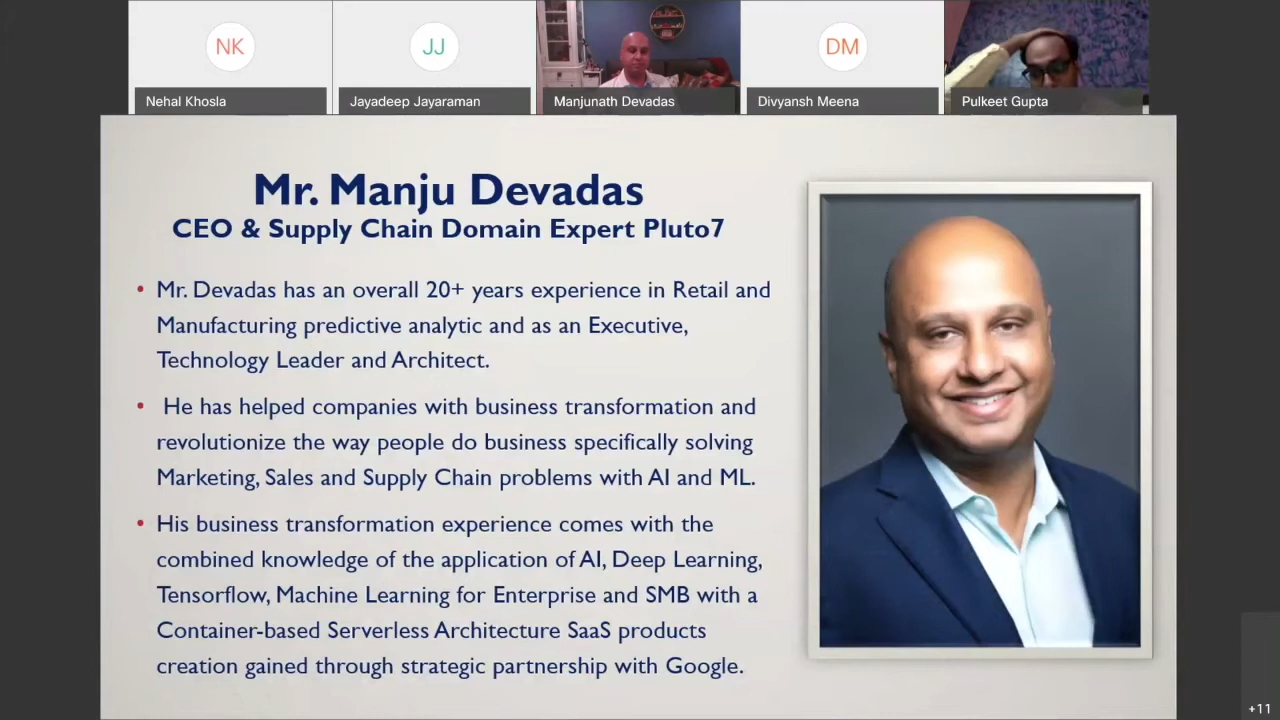 NK
JJ
DM
Nehal Khosla
Jayadeep Jayaraman
Manjunath Devadas
Divyansh Meena
Pulkeet Gupta
Mr. Manju Devadas
CEO & Supply Chain Domain Expert Pluto7
• Mr. Devadas has an overall 20+ years experience in Retail and
Manufacturing predictive analytic and as an Executive,
Technology Leader and Architect.
• He has helped companies with business transformation and
revolutionize the way people do business specifically solving
Marketing, Sales and Supply Chain problems with AI and ML.
• His business transformation experience comes with the
combined knowledge of the application of AI, Deep Learning,
Tensorflow, Machine Learning for Enterprise and SMB with a
Container-based Serverless Architecture SaaS products
creation gained through strategic partnership with Google.
+11